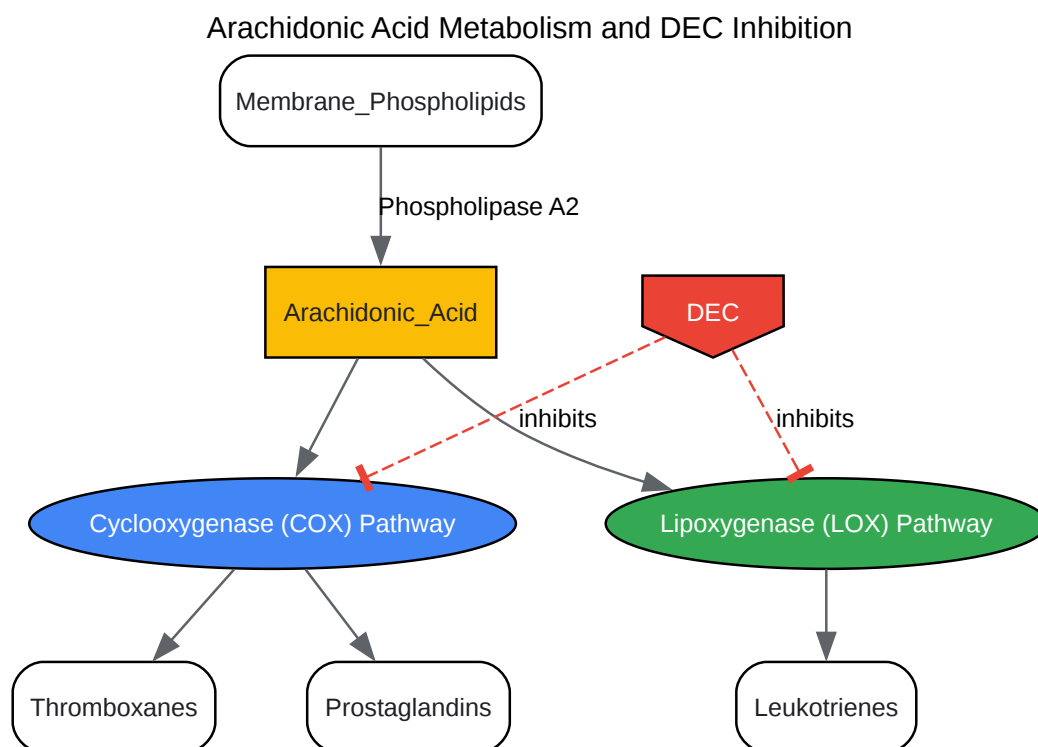 Arachidonic Acid Metabolism and DEC Inhibition
Membrane_Phospholipids
Phospholipase A2
Arachidonic_Acid
DEC
inhibits
inhibits
Cyclooxygenase (COX) Pathway
Lipoxygenase (LOX) Pathway
Thromboxanes
Prostaglandins
Leukotrienes